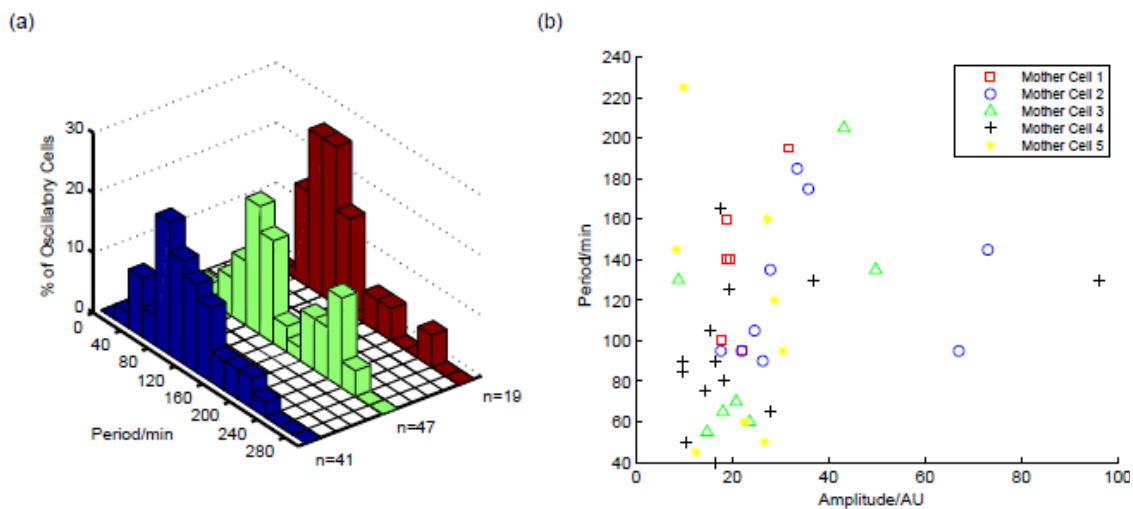 (a)
(b)
30
20
10
0
% of Oscillatory Cells
0
40
80
120
160
200
240
280
Period/min
n=41
n=47
n=19
240
220
200
180
160
140
120
100
80
60
40
Period/min
0
20
40
60
80
100
Amplitude/AU
Mother Cell 1
Mother Cell 2
Mother Cell 3
Mother Cell 4
Mother Cell 5